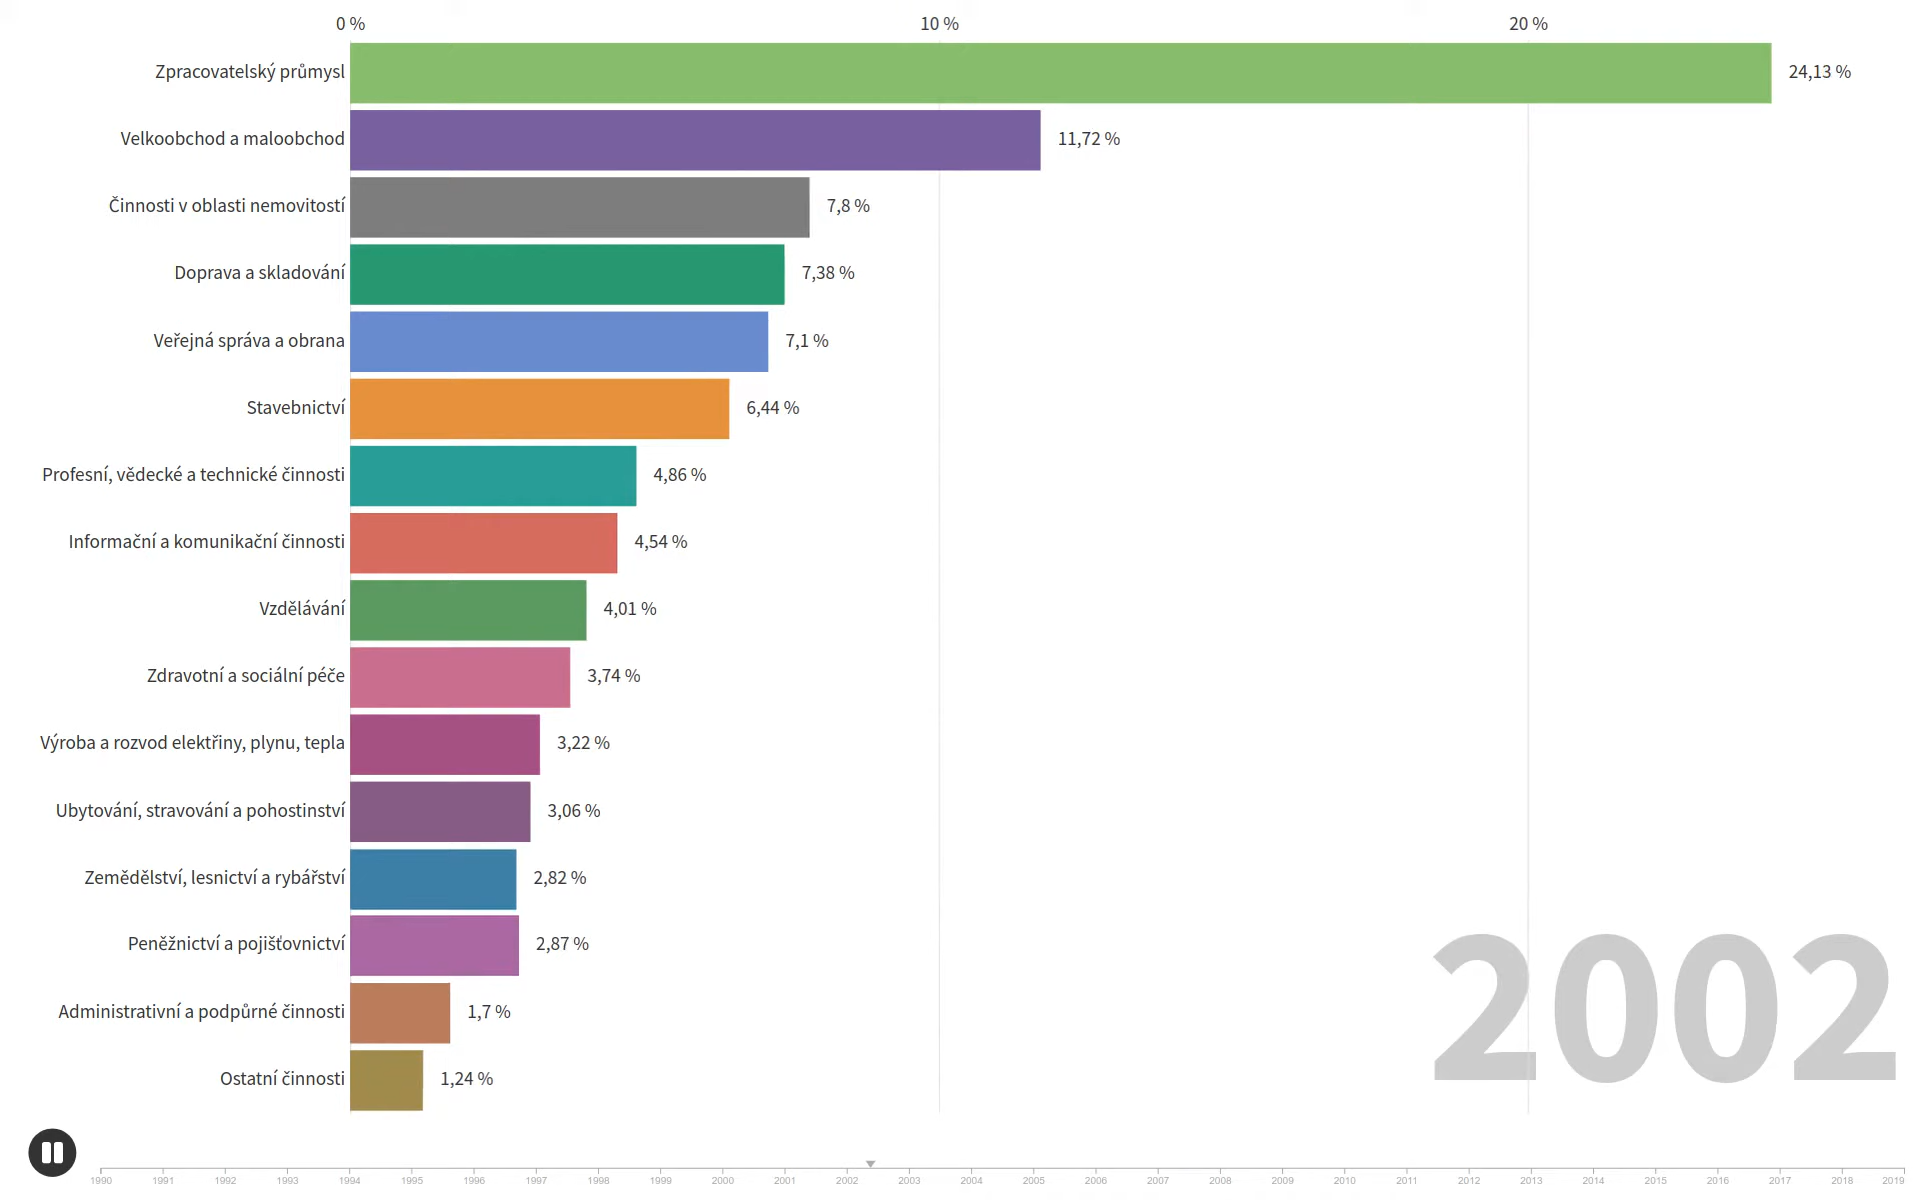 0 % 10 % 20 %
Zpracovatelský průmysl 24,13 %
Velkoobchod a maloobchod 11,72 %
Činnosti v oblasti nemovitostí 7,8 %
Doprava a skladování 7,38 %
Veřejná správa a obrana 7,1 %
Stavebnictví 6,44 %
Profesní, vědecké a technické činnosti 4,86 %
Informační a komunikační činnosti 4,54 %
Vzdělávání 4,01 %
Zdravotní a sociální péče 3,74 %
Výroba a rozvod elektřiny, plynu, tepla 3,22 %
Ubytování, stravování a pohostinství 3,06 %
Zemědělství, lesnictví a rybářství 2,82 %
Peněžnictví a pojišťovnictví 2,87 %
Administrativní a podpůrné činnosti 1,7 %
Ostatní činnosti 1,24 %
2002
1990 1991 1992 1993 1994 1995 1996 1997 1998 1999 2000 2001 2002 2003 2004 2005 2006 2007 2008 2009 2010 2011 2012 2013 2014 2015 2016 2017 2018 2019